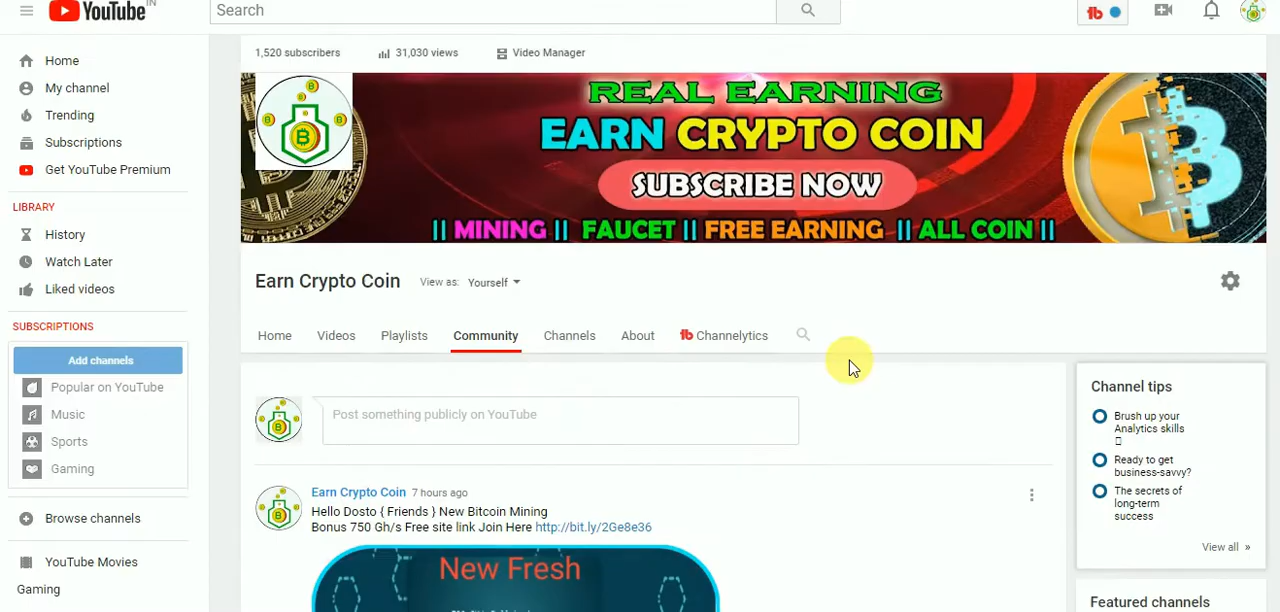 YouTube IN
Search
Home
My channel
Trending
Subscriptions
Get YouTube Premium
LIBRARY
History
Watch Later
Liked videos
SUBSCRIPTIONS
Add channels
Popular on YouTube
Music
Sports
Gaming
Browse channels
YouTube Movies
Gaming
1,520 subscribers
31,030 views
Video Manager
REAL EARNING
EARN CRYPTO COIN
SUBSCRIBE NOW
|| MINING || FAUCET || FREE EARNING || ALL COIN ||
Earn Crypto Coin
View as: Yourself
Home Videos Playlists Community Channels About Channelytics
Post something publicly on YouTube
Earn Crypto Coin 7 hours ago
Hello Dosto { Friends } New Bitcoin Mining
Bonus 750 Gh/s Free site link Join Here http://bit.ly/2Ge8e36
New Fresh
Channel tips
Brush up your
Analytics skills
Ready to get
business-savvy?
The secrets of
long-term
success
View all »
Featured channels